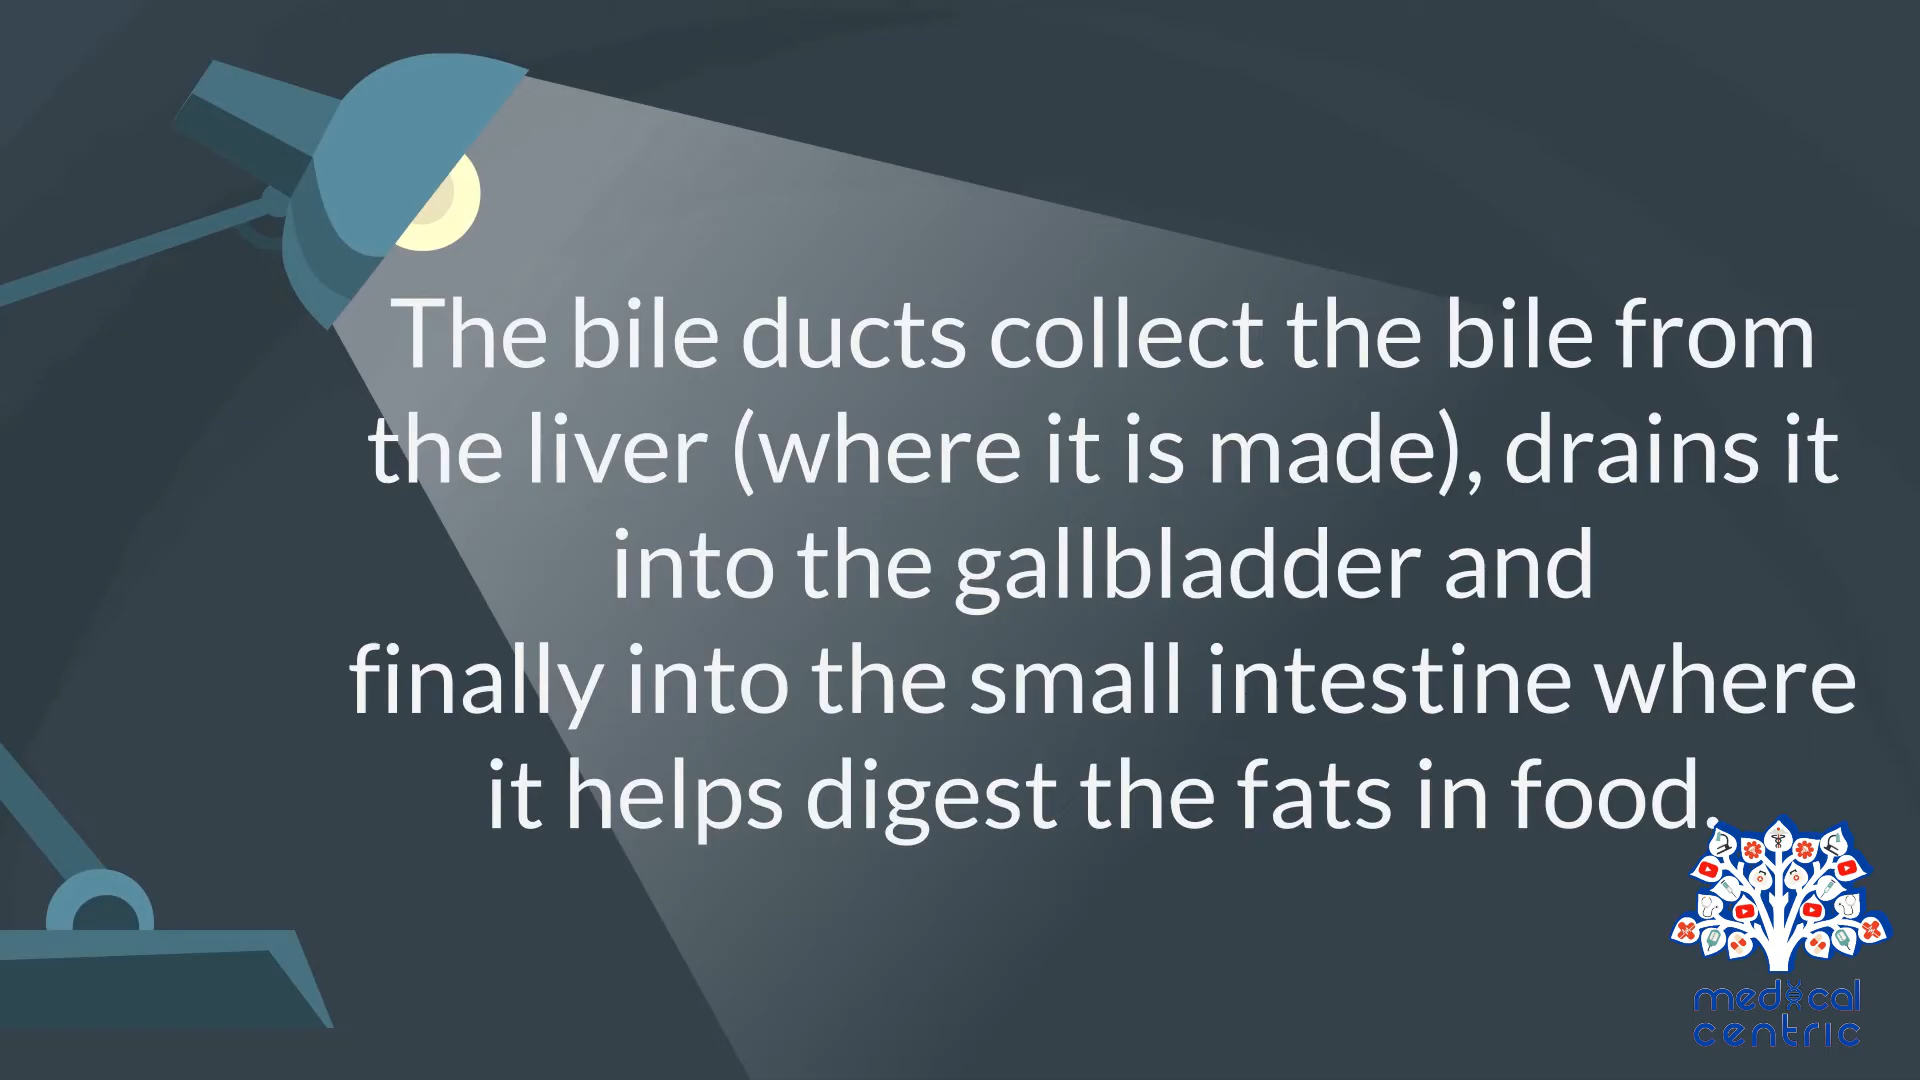 The bile ducts collect the bile from
the liver (where it is made), drains it
into the gallbladder and
finally into the small intestine where
it helps digest the fats in food.
medical
centric